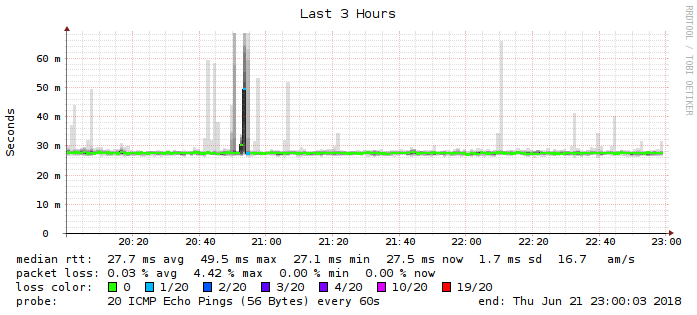 Last 3 Hours
RRDTOOL / TOBI OETIKER
Seconds
60 m
50 m
40 m
30 m
20 m
10 m
0
20:20 20:40 21:00 21:20 21:40 22:00 22:20 22:40 23:00
median rtt: 27.7 ms avg 49.5 ms max 27.1 ms min 27.5 ms now 1.7 ms sd 16.7 am/s
packet loss: 0.03 % avg 4.42 % max 0.00 % min 0.00 % now
loss color: 0 1/20 2/20 3/20 4/20 10/20 19/20
probe: 20 ICMP Echo Pings (56 Bytes) every 60s end: Thu Jun 21 23:00:03 2018